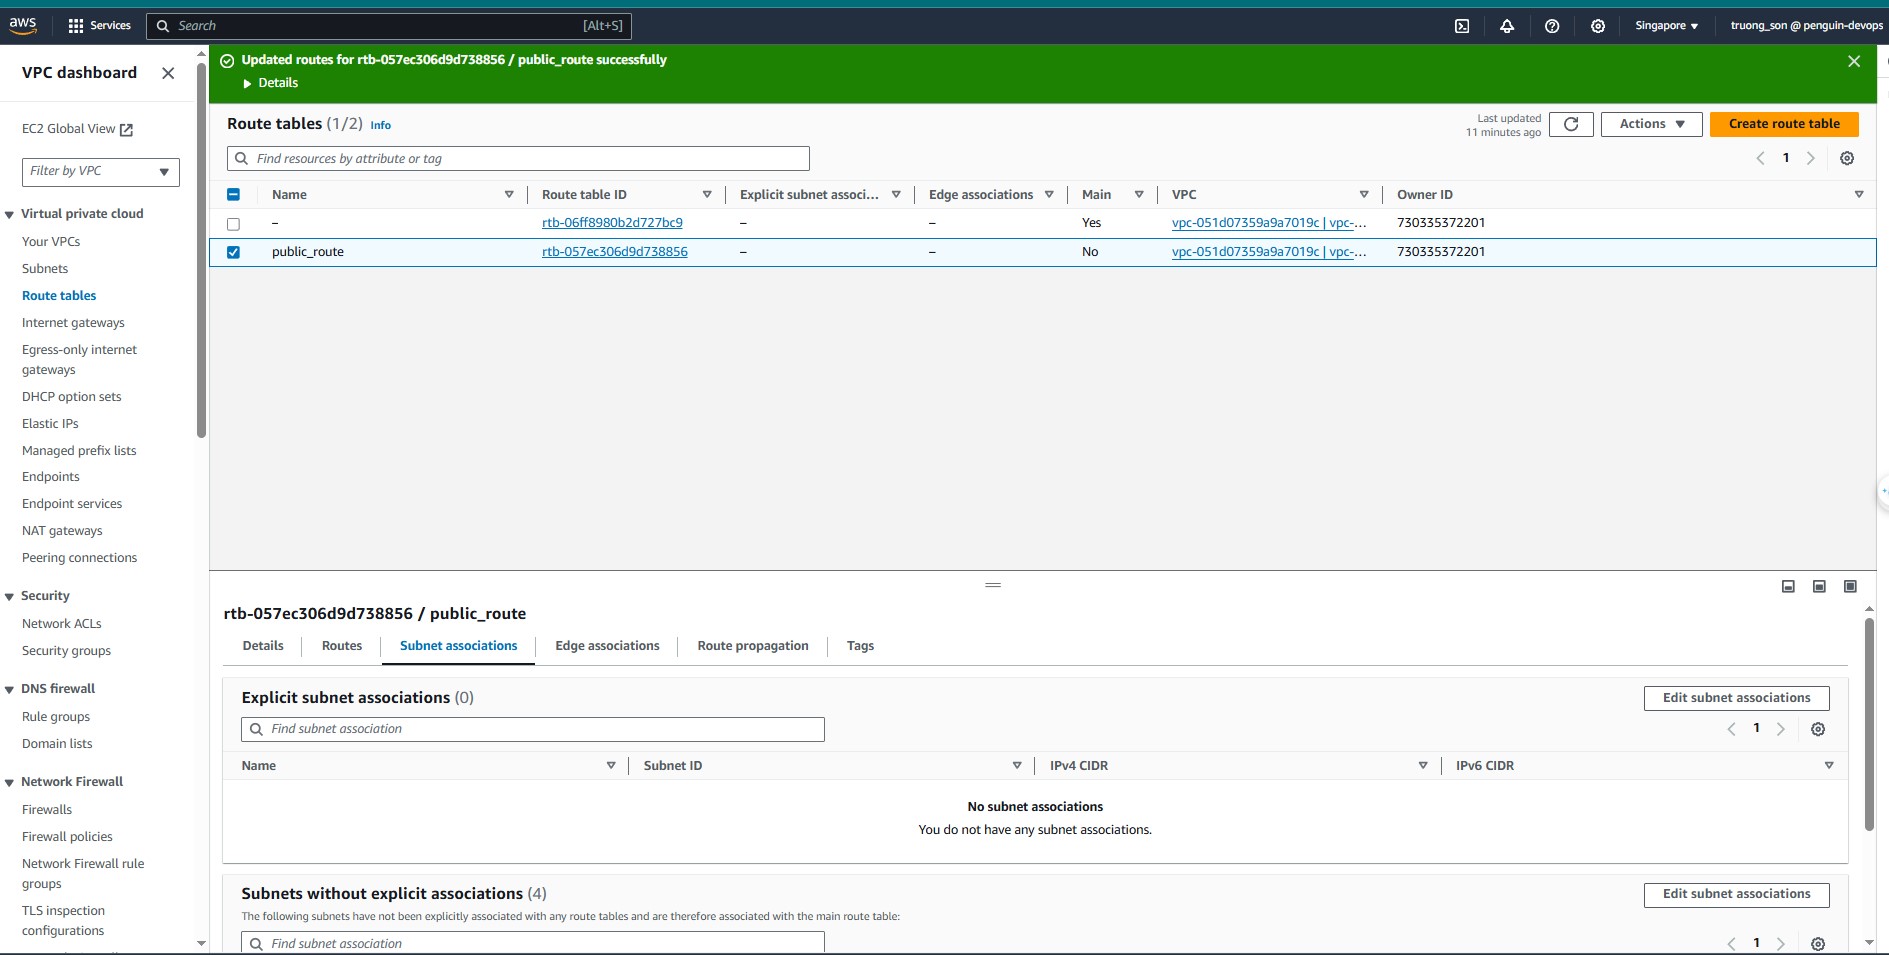 aws
Services
Search
[Alt+S]
Singapore
truong_son @ penguin-devops
VPC dashboard
EC2 Global View
Filter by VPC
Virtual private cloud
Your VPCs
Subnets
Route tables
Internet gateways
Egress-only internet
gateways
DHCP option sets
Elastic IPs
Managed prefix lists
Endpoints
Endpoint services
NAT gateways
Peering connections
Security
Network ACLs
Security groups
DNS firewall
Rule groups
Domain lists
Network Firewall
Firewalls
Firewall policies
Network Firewall rule
groups
TLS inspection
configurations
Updated routes for rtb-057ec306d9d738856 / public_route successfully
Details
Route tables (1/2) Info
Last updated
11 minutes ago
Actions
Create route table
Find resources by attribute or tag
1
Name Route table ID Explicit subnet associ... Edge associations Main VPC Owner ID
– rtb-06ff8980b2d727bc9 – – Yes vpc-051d07359a9a7019c | vpc-... 730335372201
public_route rtb-057ec306d9d738856 – – No vpc-051d07359a9a7019c | vpc-... 730335372201
rtb-057ec306d9d738856 / public_route
Details Routes Subnet associations Edge associations Route propagation Tags
Explicit subnet associations (0)
Edit subnet associations
Find subnet association
1
Name Subnet ID IPv4 CIDR IPv6 CIDR
No subnet associations
You do not have any subnet associations.
Subnets without explicit associations (4)
Edit subnet associations
The following subnets have not been explicitly associated with any route tables and are therefore associated with the main route table:
Find subnet association
1